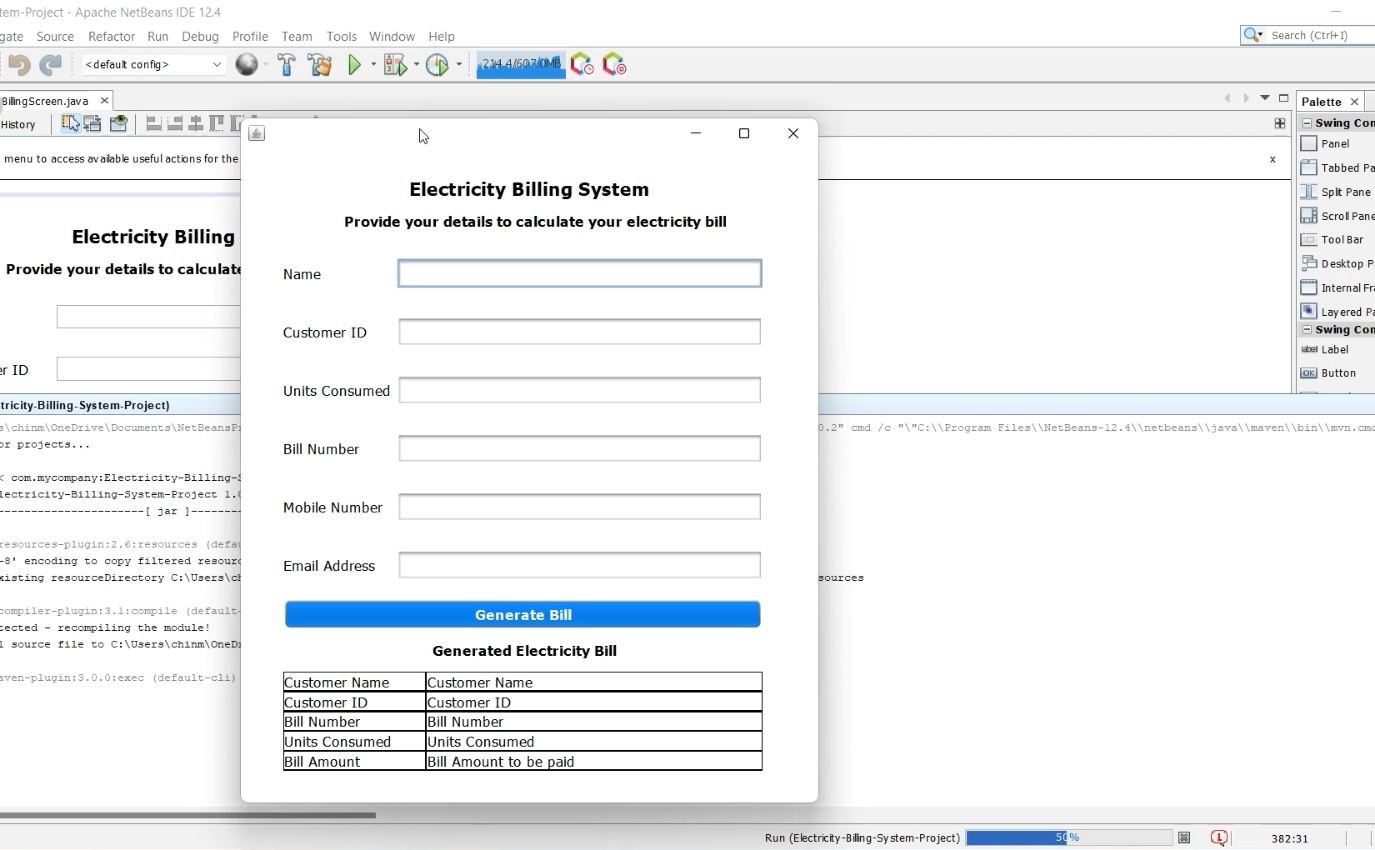 tem-Project - Apache NetBeans IDE 12.4
gate Source Refactor Run Debug Profile Team Tools Window Help
Search (Ctrl+I)
<default config>
214.4/607.0MB
BillingScreen.java
Palette
History
Swing Con
menu to access available useful actions for the
x
Panel
Tabbed Pa
Split Pane
Scroll Pane
Tool Bar
Desktop P
Internal Fra
Layered Pa
Swing Con
label Label
OK Button
Electricity Billing
Provide your details to calculate
er ID
Electricity Billing System
Provide your details to calculate your electricity bill
Name
Customer ID
Units Consumed
Bill Number
Mobile Number
Email Address
Generate Bill
Generated Electricity Bill
Customer Name Customer Name
Customer ID Customer ID
Bill Number Bill Number
Units Consumed Units Consumed
Bill Amount Bill Amount to be paid
tricity-Billing-System-Project)
s\chinm\OneDrive\Documents\NetBeansPr 0.2" cmd /c "\"C:\\Program Files\\NetBeans-12.4\\netbeans\\java\\maven\\bin\\mvn.cmd
or projects...
< com.mycompany:Electricity-Billing-S
lectricity-Billing-System-Project 1.0
----------------------[ jar ]------
resources-plugin:2.6:resources (defau
-8' encoding to copy filtered resourc
xisting resourceDirectory C:\Users\ch sources
compiler-plugin:3.1:compile (default-
tected - recompiling the module!
1 source file to C:\Users\chinm\OneDr
aven-plugin:3.0.0:exec (default-cli)
Run (Electricity-Billing-System-Project) 50% 382:31